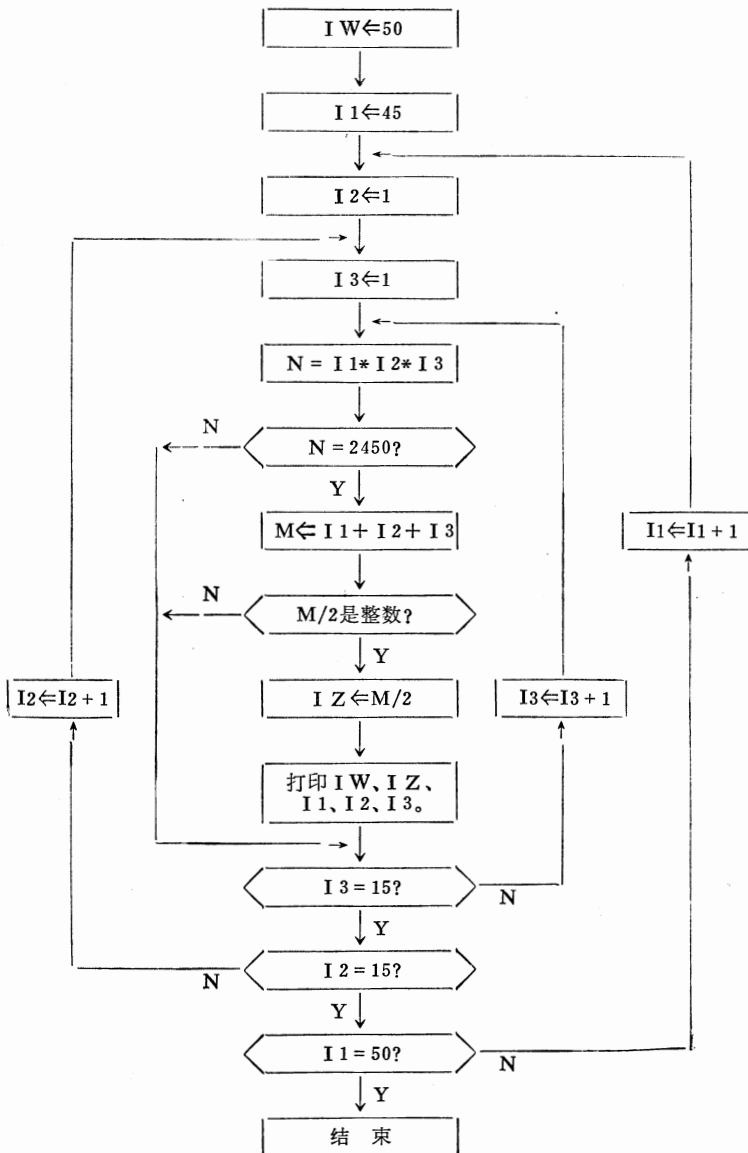 I W⇐50
I 1⇐45
I 2⇐1
I 3⇐1
N = I 1* I 2* I 3
N
N = 2450?
Y
M⇐ I 1+ I 2+ I 3
I1⇐I1+1
N
M/2是整数?
Y
I2⇐I2+1
I Z⇐M/2
I3⇐I3+1
打印 I W、I Z、
I 1、I 2、I 3。
I 3 = 15?
N
Y
N
I 2 = 15?
Y
I 1 = 50?
N
Y
结 束